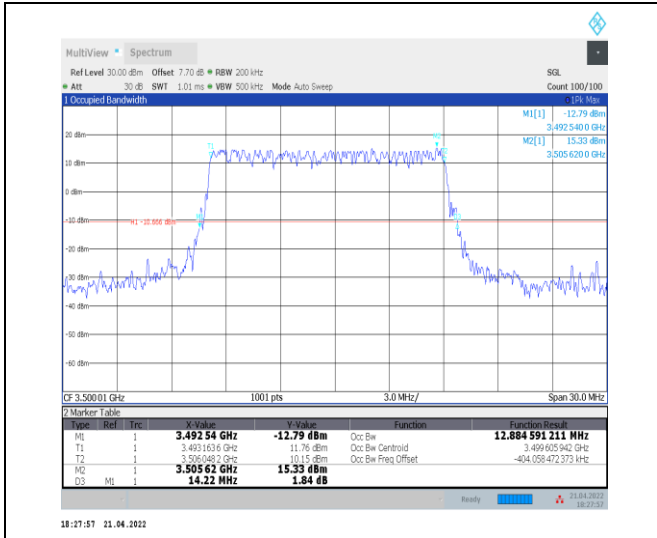 MultiView Spectrum
Ref Level 30.00 dBm Offset 7.70 dB RBW 200 kHz SGL
Att 30 dB SWT 1.01 ms VBW 500 kHz Mode Auto Sweep Count 100/100
1 Occupied Bandwidth 1Pk Max
M1[1] -12.79 dBm
3.492 540 0 GHz
M2[1] 15.33 dBm
3.505 620 0 GHz
20 dBm
10 dBm
0 dBm
-10 dBm
H1 -10.666 dBm
-20 dBm
-30 dBm
-40 dBm
-50 dBm
-60 dBm
CF 3.500 01 GHz 1001 pts 3.0 MHz/ Span 30.0 MHz
2 Marker Table
Type Ref Trc X-Value Y-Value Function Function Result
M1 1 3.492 54 GHz -12.79 dBm Occ Bw 12.884 591 211 MHz
T1 1 3.493 163 6 GHz 11.76 dBm Occ Bw Centroid 3.499 605 942 GHz
T2 1 3.506 048 2 GHz 10.15 dBm Occ Bw Freq Offset -404.058 472 373 kHz
M2 1 3.505 62 GHz 15.33 dBm
D3 M1 1 14.22 MHz 1.84 dB
Ready 21.04.2022
18:27:57
18:27:57 21.04.2022